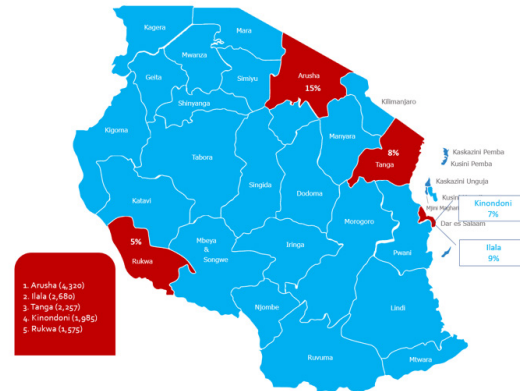 Kagera
Mara
Mwanza
Arusha
15%
Geita
Simiyu
Shinyanga
Kilimanjaro
Kigoma
Manyara
8%
Tanga
Kaskazini Pemba
Kusini Pemba
Tabora
Singida
Dodoma
Kaskazini Unguja
Katavi
Kinondoni
7%
Morogoro
Dar es Salaam
5%
Rukwa
Mbeya
&
Songwe
Iringa
Pwani
Ilala
9%
1. Arusha (4,320)
2. Ilala (2,680)
3. Tanga (2,257)
4. Kinondoni (1,985)
5. Rukwa (1,575)
Njombe
Lindi
Ruvuma
Mtwara